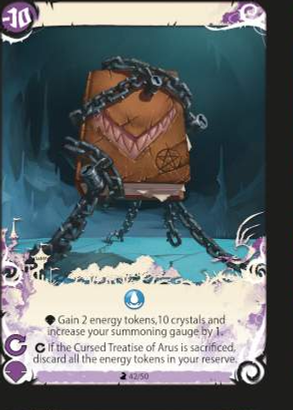 -10
Gain 2 energy tokens,10 crystals and
increase your summoning gauge by 1.
If the Cursed Treatise of Arus is sacrificed,
discard all the energy tokens in your reserve.
42/50